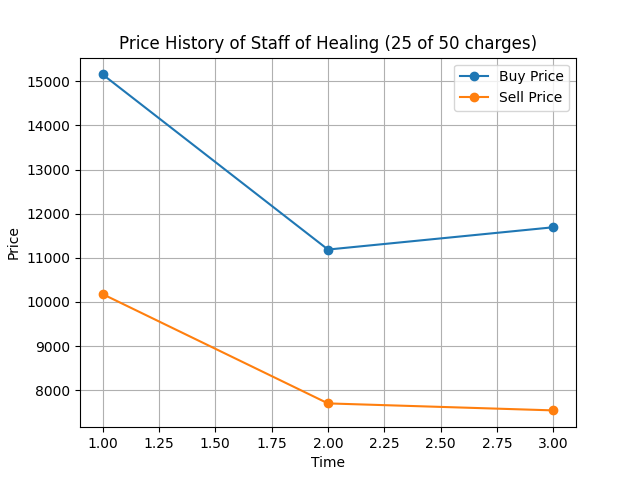 Price History of Staff of Healing (25 of 50 charges)
Buy Price
Sell Price
Price
15000
14000
13000
12000
11000
10000
9000
8000
1.00 1.25 1.50 1.75 2.00 2.25 2.50 2.75 3.00
Time